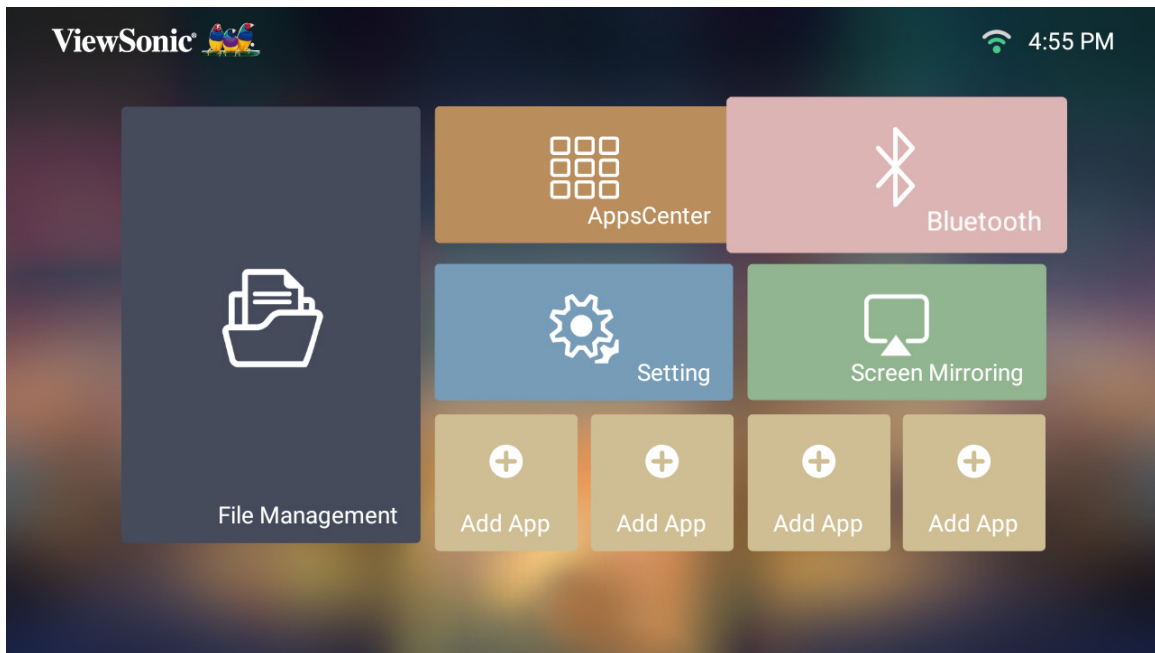 ViewSonic®
4:55 PM
AppsCenter
Bluetooth
Setting
Screen Mirroring
File Management
Add App
Add App
Add App
Add App